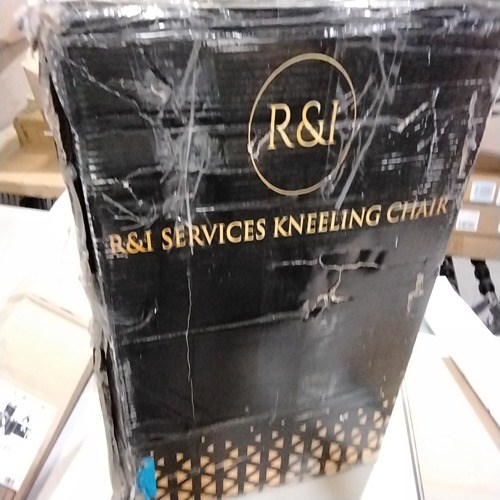 R&I
R&I SERVICES KNEELING CHAIR